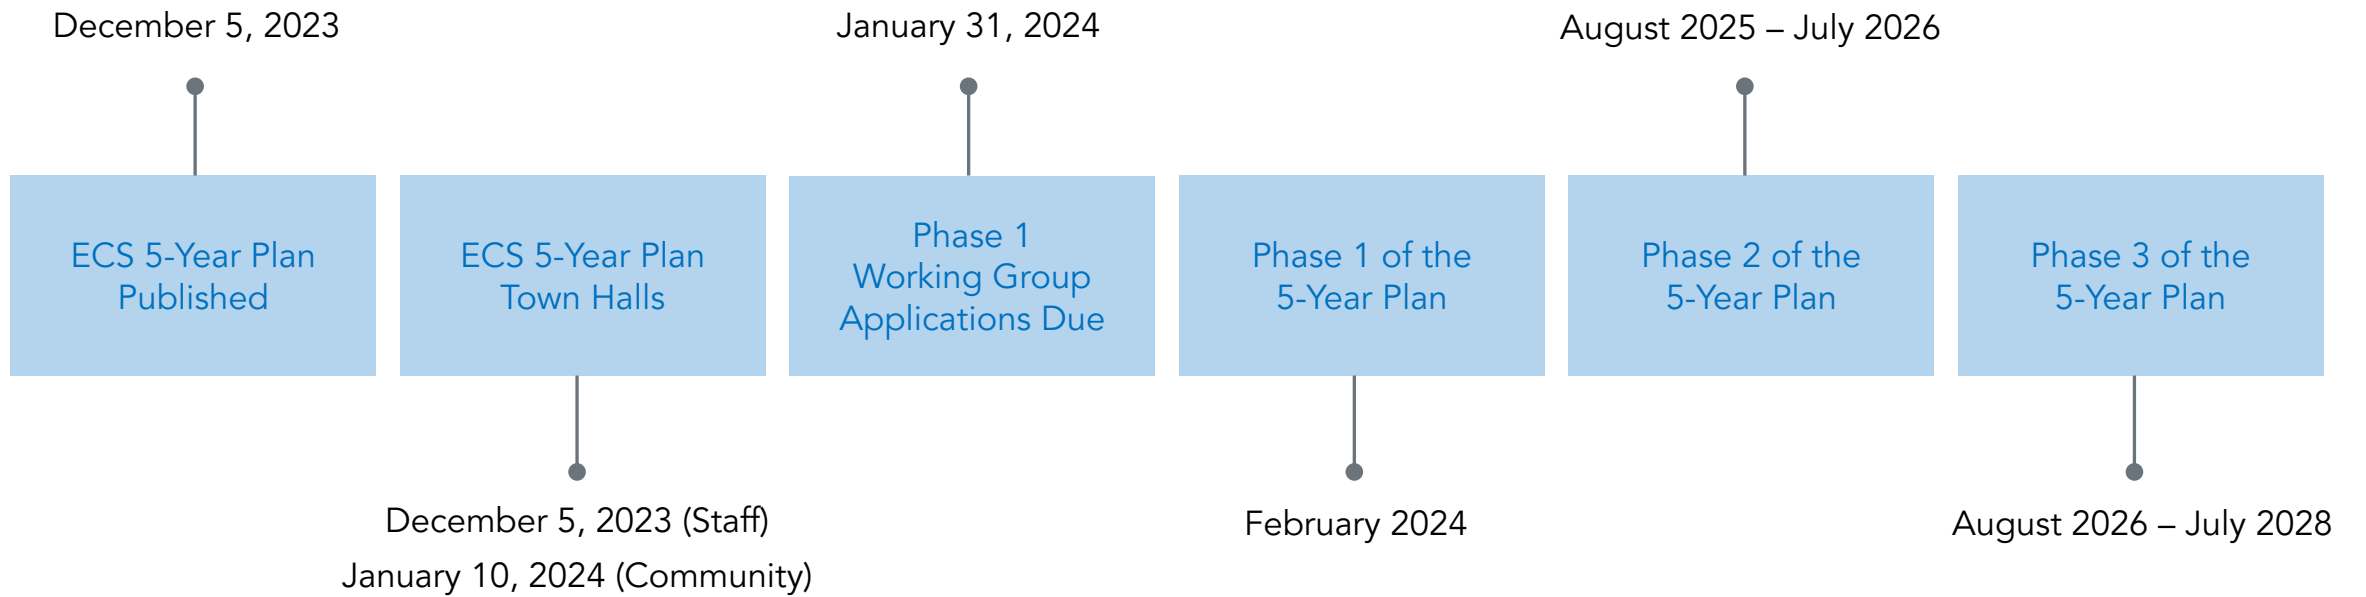 December 5, 2023
January 31, 2024
August 2025 – July 2026
ECS 5-Year Plan
Published
ECS 5-Year Plan
Town Halls
Phase 1
Working Group
Applications Due
Phase 1 of the
5-Year Plan
Phase 2 of the
5-Year Plan
Phase 3 of the
5-Year Plan
December 5, 2023 (Staff)
January 10, 2024 (Community)
February 2024
August 2026 – July 2028